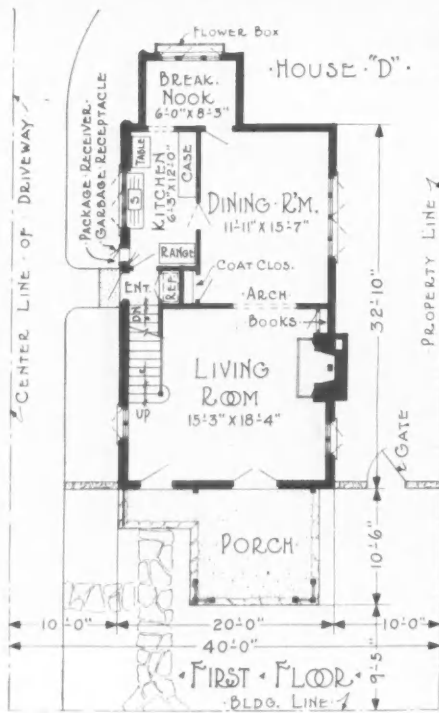 FLOWER BOX
·HOUSE·"D"·
BREAK.
NOOK
6'-0"X8'-3"
TABLE
CASE
KITCHEN
6'-3"X12'-0"
S
PACKAGE·RECEIVER·
GARBAGE RECEPTACLE
DINING·R'M.
11'-11"X15'-7"
RANGE
COAT CLOS.
ENT.
REF.
ARCH
BOOKS
DN.
UP
LIVING
ROOM
15'-3"X18'-4"
CENTER LINE OF DRIVEWAY
PROPERTY LINE
32'-10"
GATE
PORCH
10'-6"
10'-0"
20'-0"
10'-0"
40'-0"
9'-5"
·FIRST·FLOOR·
·BLDG. LINE·